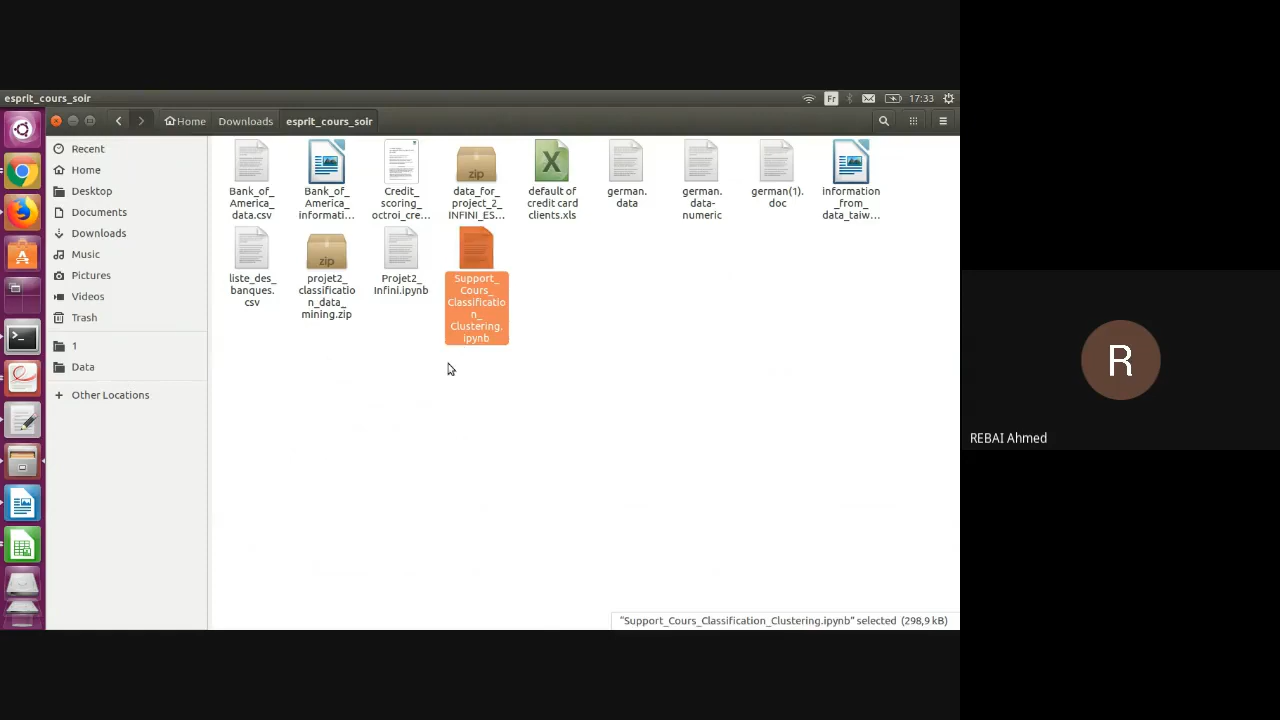 esprit_cours_soir
Fr
17:33
Home
Downloads
esprit_cours_soir
Recent
Home
Desktop
Documents
Downloads
Music
Pictures
Videos
Trash
1
Data
Other Locations
Bank_of_
America_
data.csv
Bank_of_
America_
informati...
Credit_
scoring_
octroi_cre...
zip
data_for_
project_2_
INFINI_ES...
X
default of
credit card
clients.xls
german.
data
german.
data-
numeric
german(1).
doc
information
_from_
data_taiw...
liste_des_
banques.
csv
zip
projet2_
classificatio
n_data_
mining.zip
Projet2_
Infini.ipynb
Support_
Cours_
Classificatio
n_
Clustering.
ipynb
"Support_Cours_Classification_Clustering.ipynb" selected (298,9 kB)
R
REBAI Ahmed